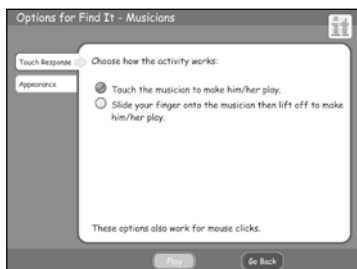 Options for Find It - Musicians
it
Touch Response
Choose how the activity works:
Appearance
Touch the musician to make him/her play.
Slide your finger onto the musician then lift off to make
him/her play.
These options also work for mouse clicks.
Play
Go Back